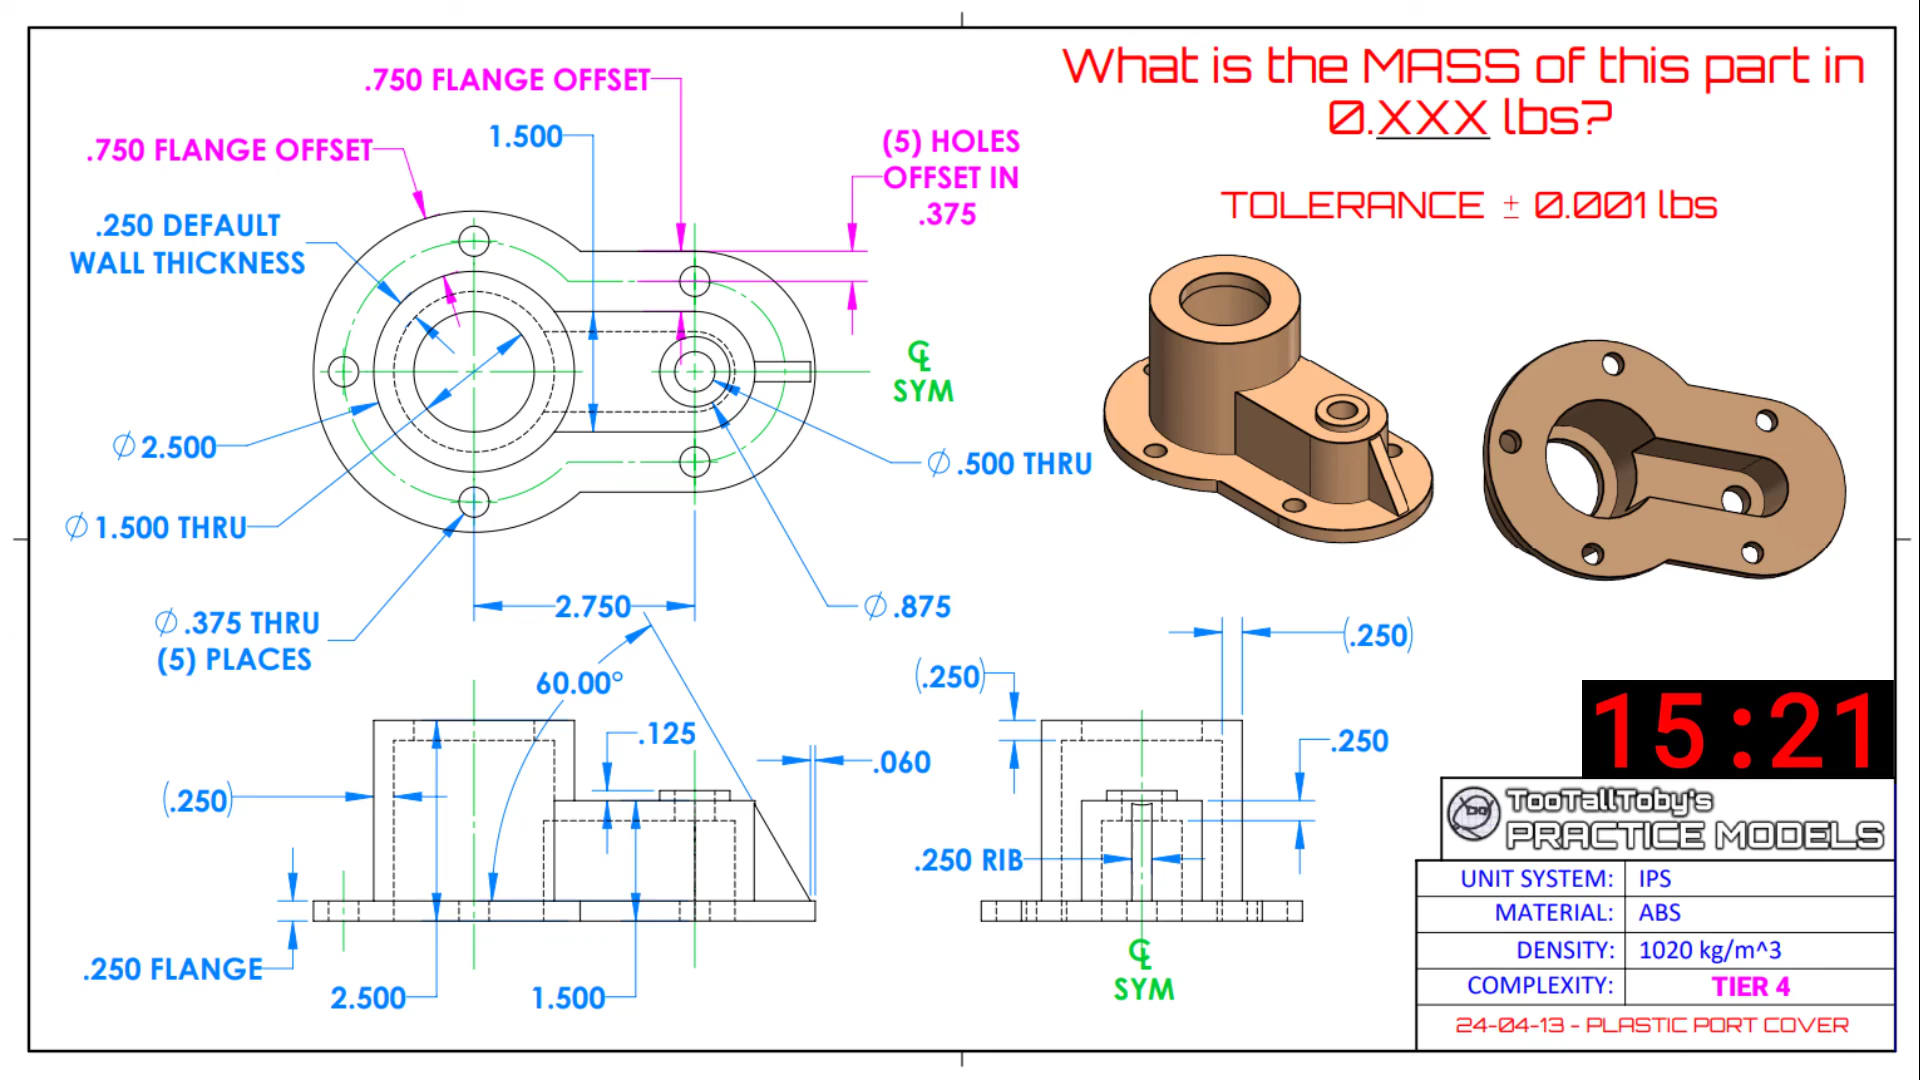 What is the MASS of this part in
0.XXX lbs?
TOLERANCE ± 0.001 lbs
.750 FLANGE OFFSET
1.500
.750 FLANGE OFFSET
(5) HOLES
OFFSET IN
.375
.250 DEFAULT
WALL THICKNESS
℄
SYM
∅ 2.500
∅ .500 THRU
∅ 1.500 THRU
2.750
∅ .875
∅ .375 THRU
(5) PLACES
60.00°
.125
.060
(.250)
.250 FLANGE
2.500
1.500
(.250)
(.250)
.250
.250 RIB
℄
SYM
15:21
TooTallToby's
PRACTICE MODELS
UNIT SYSTEM: IPS
MATERIAL: ABS
DENSITY: 1020 kg/m^3
COMPLEXITY: TIER 4
24-04-13 - PLASTIC PORT COVER